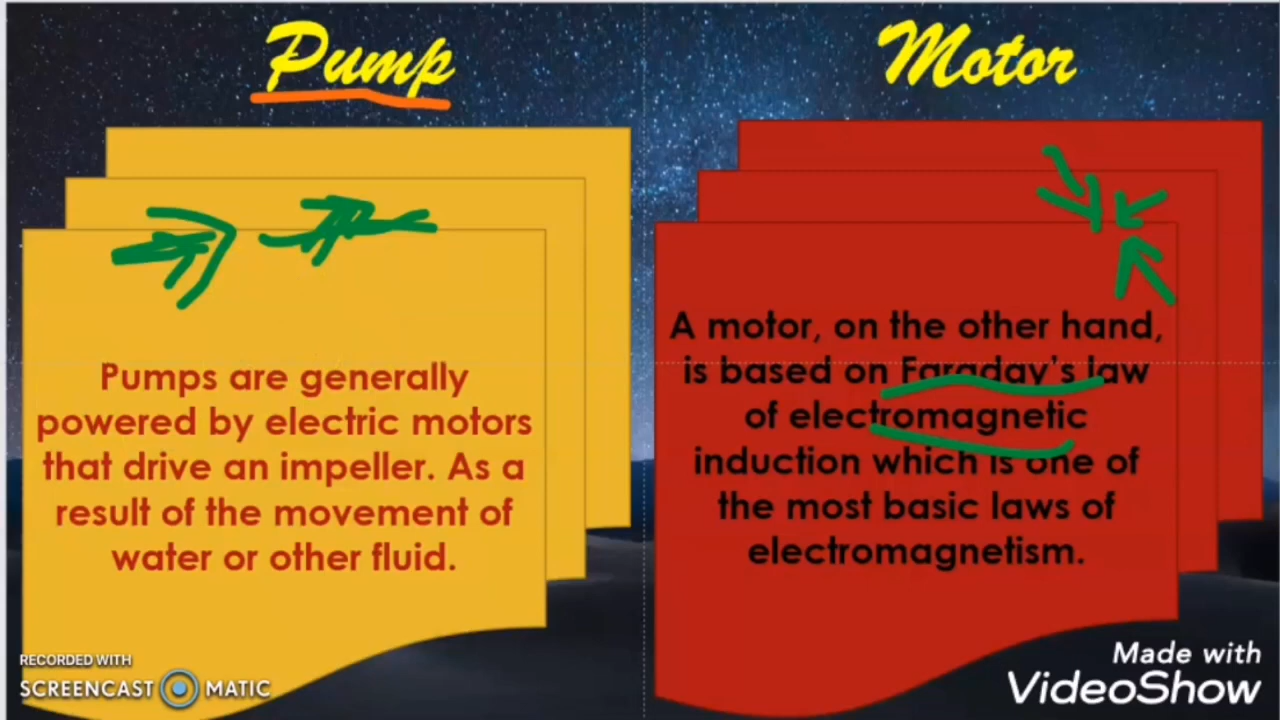 Pump
Pumps are generally
powered by electric motors
that drive an impeller. As a
result of the movement of
water or other fluid.
Motor
A motor, on the other hand,
is based on Faraday's law
of electromagnetic
induction which is one of
the most basic laws of
electromagnetism.
RECORDED WITH
SCREENCAST MATIC
Made with
VideoShow